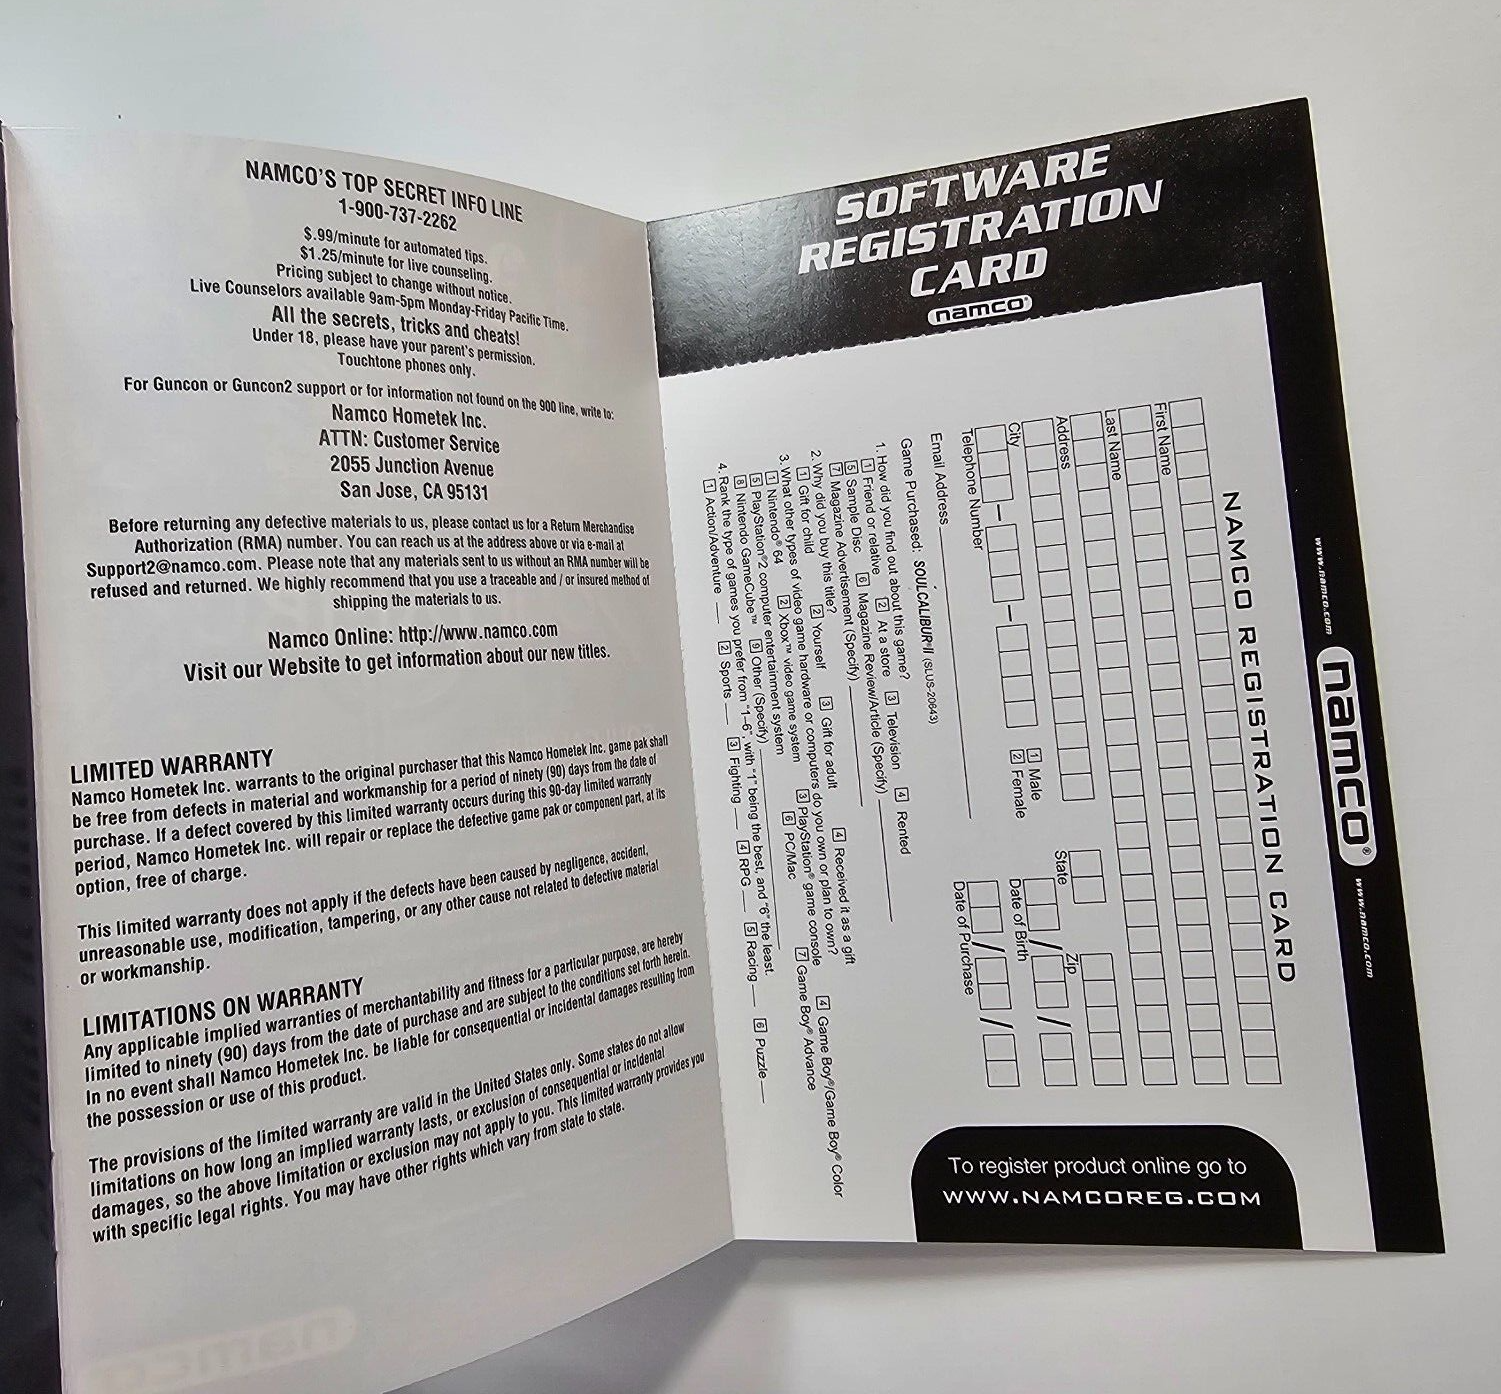 NAMCO'S TOP SECRET INFO LINE
1-900-737-2262
$.99/minute for automated tips.
$1.25/minute for live counseling.
Pricing subject to change without notice.
Live Counselors available 9am-5pm Monday-Friday Pacific Time.
All the secrets, tricks and cheats!
Under 18, please have your parent's permission.
Touchtone phones only.
For Guncon or Guncon2 support or for information not found on the 900 line, write to:
Namco Hometek Inc.
ATTN: Customer Service
2055 Junction Avenue
San Jose, CA 95131
Before returning any defective materials to us, please contact us for a Return Merchandise
Authorization (RMA) number. You can reach us at the address above or via e-mail at
Support2@namco.com. Please note that any materials sent to us without an RMA number will be
refused and returned. We highly recommend that you use a traceable and / or insured method of
shipping the materials to us.
Namco Online: http://www.namco.com
Visit our Website to get information about our new titles.
LIMITED WARRANTY
Namco Hometek Inc. warrants to the original purchaser that this Namco Hometek Inc. game pak shall
be free from defects in material and workmanship for a period of ninety (90) days from the date of
purchase. If a defect covered by this limited warranty occurs during this 90-day limited warranty
period, Namco Hometek Inc. will repair or replace the defective game pak or component part, at its
option, free of charge.
This limited warranty does not apply if the defects have been caused by negligence, accident,
unreasonable use, modification, tampering, or any other cause not related to defective material
or workmanship.
LIMITATIONS ON WARRANTY
Any applicable implied warranties of merchantability and fitness for a particular purpose, are hereby
limited to ninety (90) days from the date of purchase and are subject to the conditions set forth herein.
In no event shall Namco Hometek Inc. be liable for consequential or incidental damages resulting from
the possession or use of this product.
The provisions of the limited warranty are valid in the United States only. Some states do not allow
limitations on how long an implied warranty lasts, or exclusion of consequential or incidental
damages, so the above limitation or exclusion may not apply to you. This limited warranty provides you
with specific legal rights. You may have other rights which vary from state to state.
SOFTWARE
REGISTRATION
CARD
namco®
www.namco.com namco® www.namco.com
NAMCO REGISTRATION CARD
First Name
Last Name
Address State Zip
City 1 Male
2 Female Date of Birth
Telephone Number Date of Purchase
Email Address
Game Purchased: SOULCALIBUR®II (SLUS-20643)
1. How did you find out about this game?
1 Friend or relative 2 At a store 3 Television 4 Rented
5 Sample Disc 6 Magazine Review/Article (Specify)
7 Magazine Advertisement (Specify)
2. Why did you buy this title?
1 Gift for child 2 Yourself 3 Gift for adult 4 Received it as a gift
3. What other types of video game hardware or computers do you own or plan to own?
1 Nintendo® 64 2 Xbox™ video game system 3 PlayStation® game console 4 Game Boy®/Game Boy® Color
5 PlayStation®2 computer entertainment system 6 PC/Mac 7 Game Boy® Advance
8 Nintendo GameCube™ 9 Other (Specify)
4. Rank the type of games you prefer from "1–6", with "1" being the best, and "6" the least.
1 Action/Adventure 2 Sports 3 Fighting 4 RPG 5 Racing 6 Puzzle
To register product online go to
WWW.NAMCOREG.COM